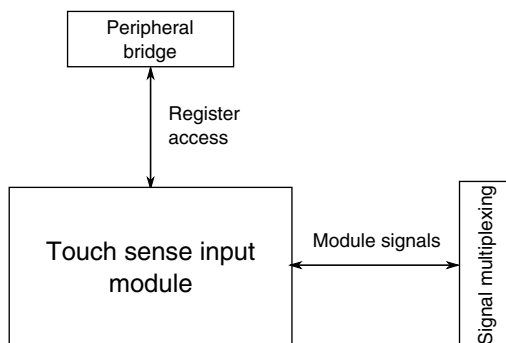 Peripheral
bridge
Register
access
Touch sense input
module
Module signals
Signal multiplexing